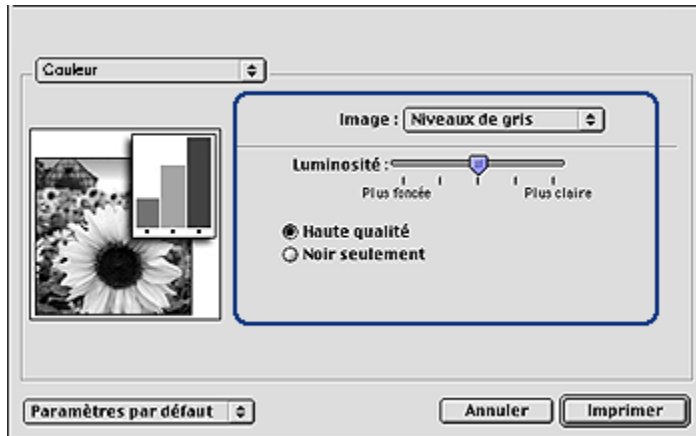 Couleur
Image : Niveaux de gris
Luminosité :
Plus foncée Plus claire
Haute qualité
Noir seulement
Paramètres par défaut Annuler Imprimer